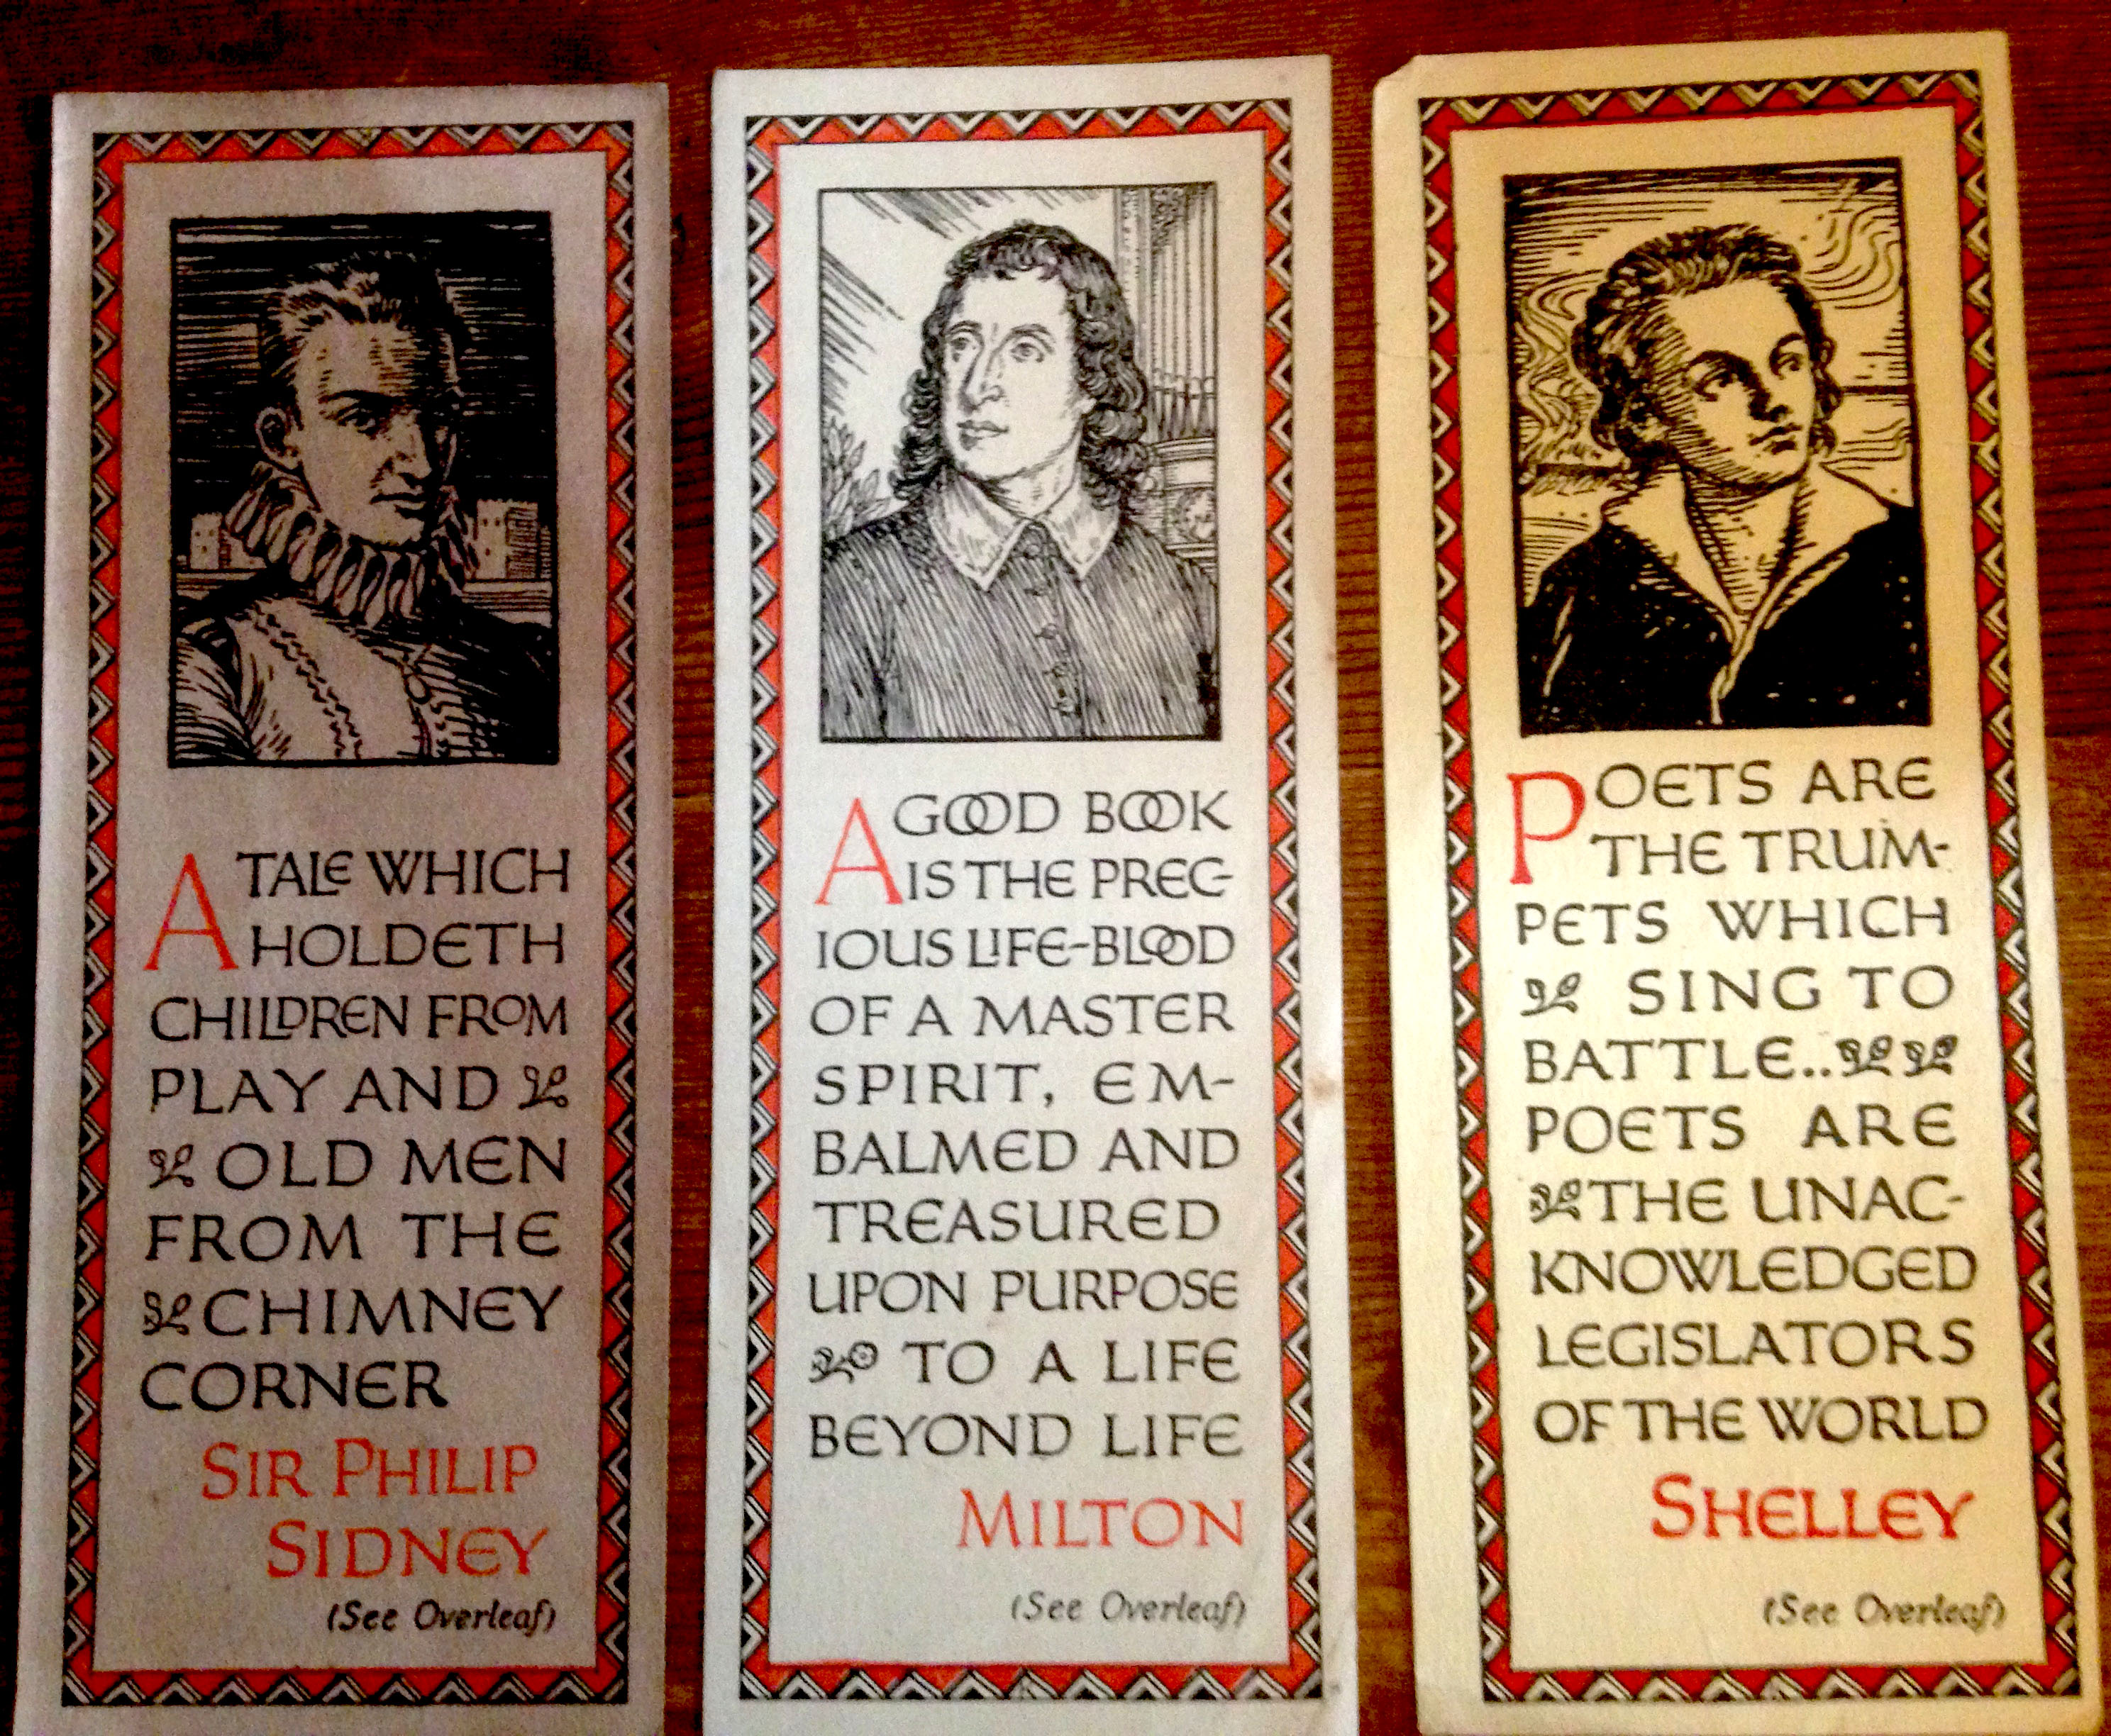 A TALE WHICH
HOLDETH
CHILDREN FROM
PLAY AND
OLD MEN
FROM THE
CHIMNEY
CORNER
SIR PHILIP
SIDNEY
(See Overleaf)
A GOOD BOOK
IS THE PREC-
IOUS LIFE-BLOOD
OF A MASTER
SPIRIT, EM-
BALMED AND
TREASURED
UPON PURPOSE
TO A LIFE
BEYOND LIFE
MILTON
(See Overleaf)
POETS ARE
THE TRUM-
PETS WHICH
SING TO
BATTLE..
POETS ARE
THE UNAC-
KNOWLEDGED
LEGISLATORS
OF THE WORLD
SHELLEY
(See Overleaf)